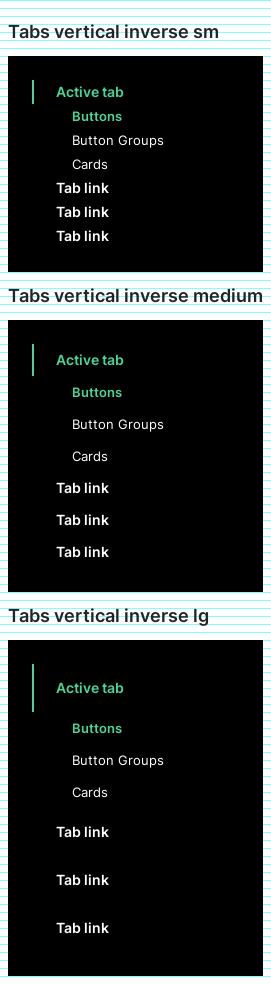 Tabs vertical inverse sm
Active tab
Buttons
Button Groups
Cards
Tab link
Tab link
Tab link
Tabs vertical inverse medium
Active tab
Buttons
Button Groups
Cards
Tab link
Tab link
Tab link
Tabs vertical inverse lg
Active tab
Buttons
Button Groups
Cards
Tab link
Tab link
Tab link